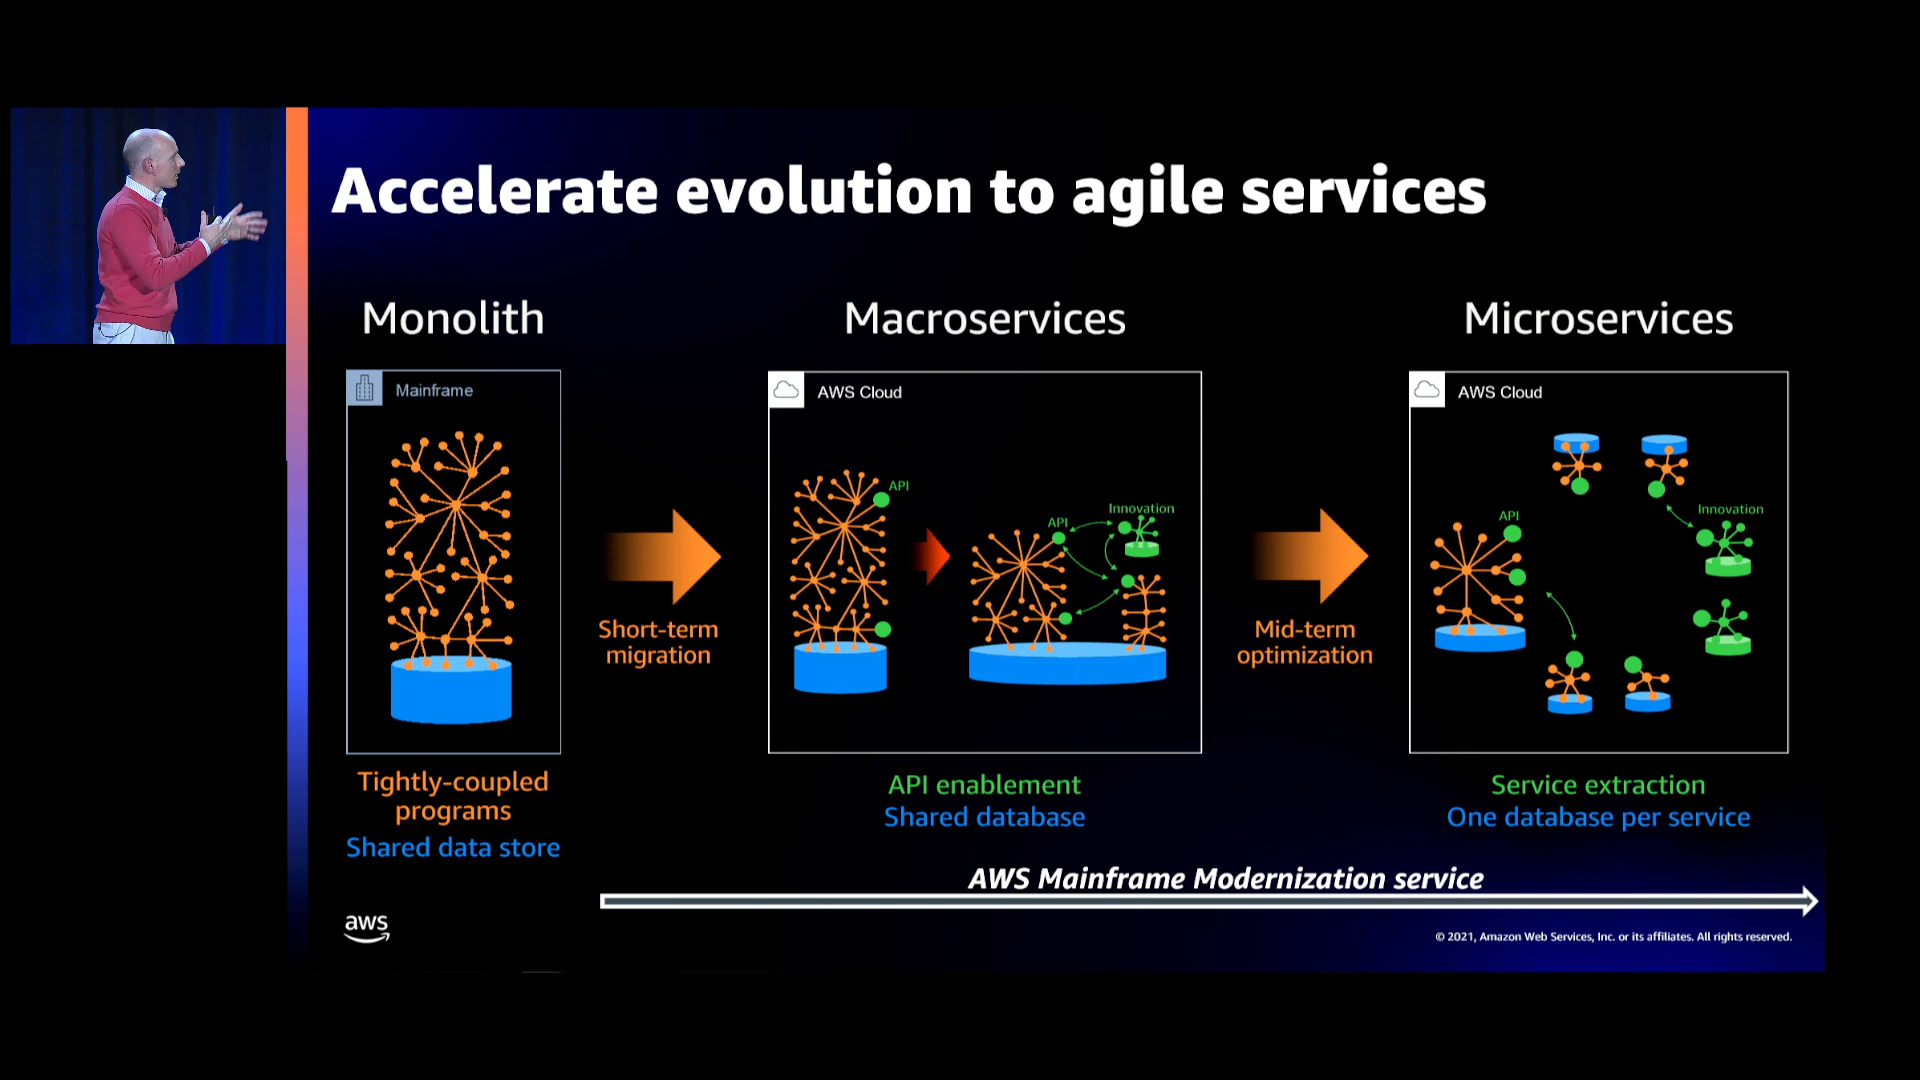 Accelerate evolution to agile services
Monolith
Macroservices
Microservices
Mainframe
AWS Cloud
AWS Cloud
API
API
Innovation
API
Innovation
Short-term
migration
Mid-term
optimization
Tightly-coupled
programs
Shared data store
API enablement
Shared database
Service extraction
One database per service
AWS Mainframe Modernization service
aws
© 2021, Amazon Web Services, Inc. or its affiliates. All rights reserved.